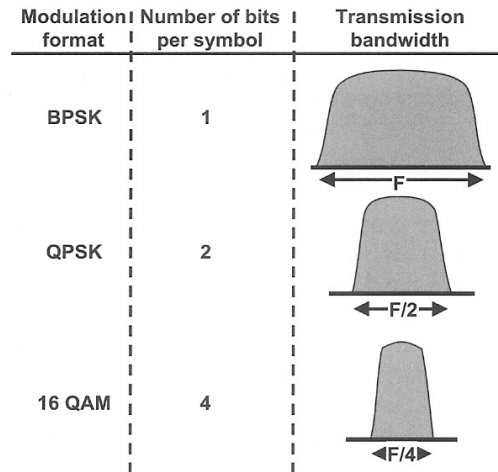 Modulation format Number of bits per symbol Transmission bandwidth
BPSK 1
F
QPSK 2
F/2
16 QAM 4
F/4